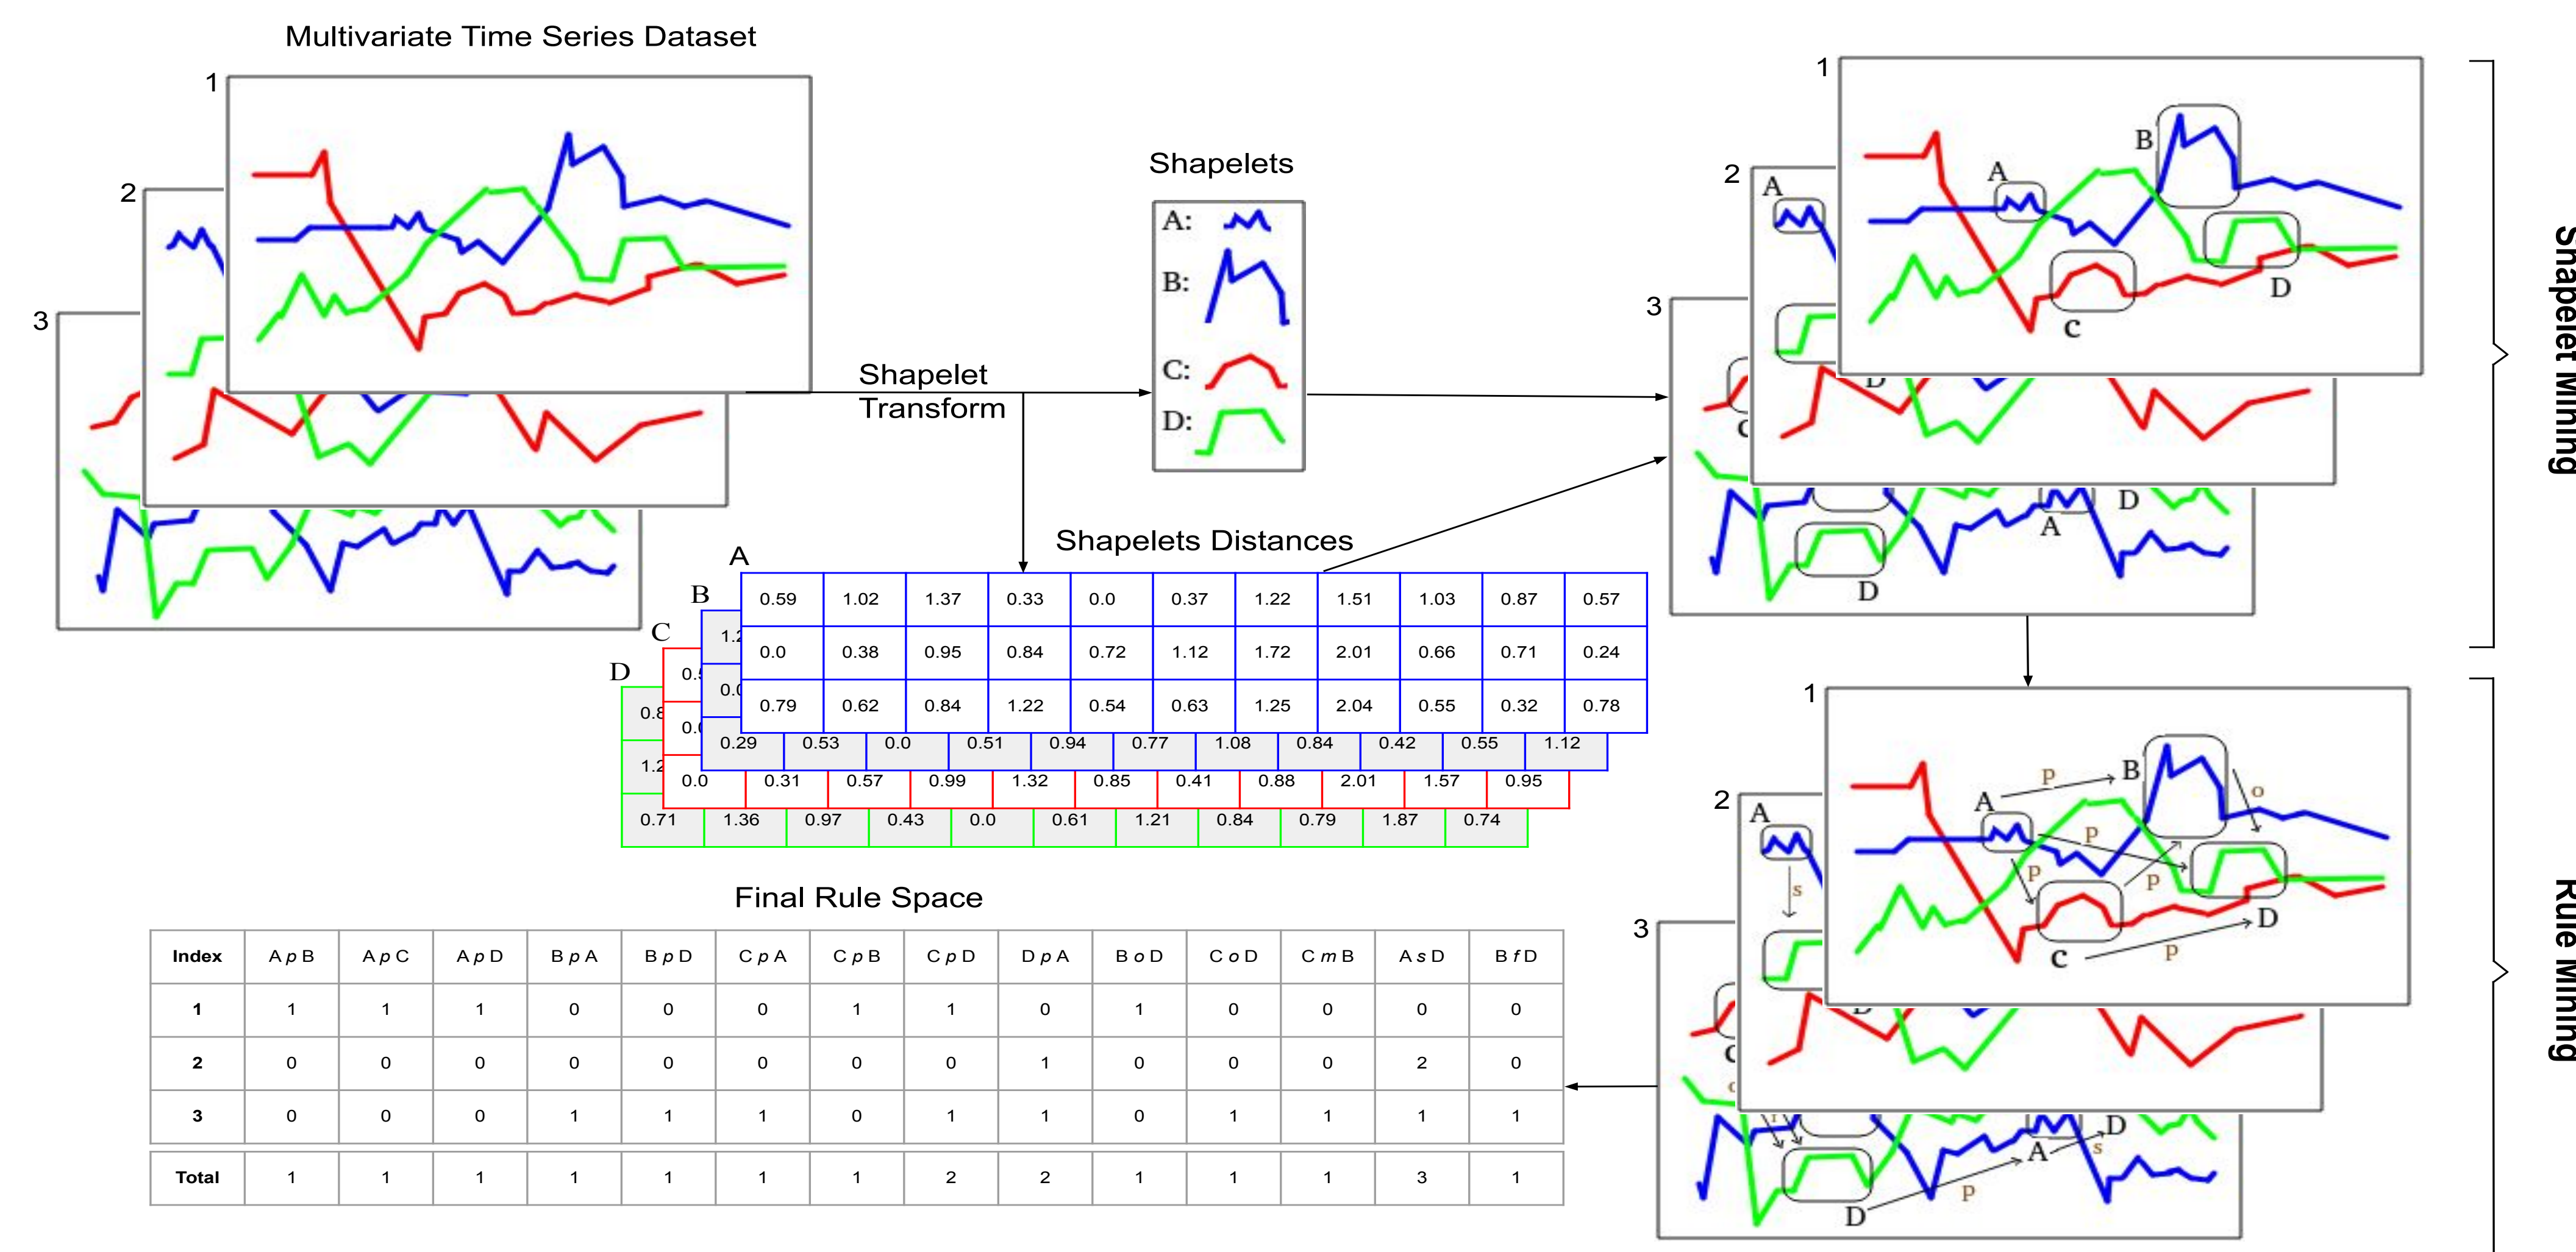 Multivariate Time Series Dataset
1
2
3
Shapelet
Transform
Shapelets
A:
B:
C:
D:
Shapelets Distances
A
0.59 1.02 1.37 0.33 0.0 0.37 1.22 1.51 1.03 0.87 0.57
0.0 0.38 0.95 0.84 0.72 1.12 1.72 2.01 0.66 0.71 0.24
0.79 0.62 0.84 1.22 0.54 0.63 1.25 2.04 0.55 0.32 0.78
B
0.29 0.53 0.0 0.51 0.94 0.77 1.08 0.84 0.42 0.55 1.12
C
0.0 0.31 0.57 0.99 1.32 0.85 0.41 0.88 2.01 1.57 0.95
D
0.71 1.36 0.97 0.43 0.0 0.61 1.21 0.84 0.79 1.87 0.74
1
A
B
C
D
2
A
D
3
C
D
A
D
Shapelet Mining
1
A
p
B
o
p
p
p
C
p
D
2
A
s
3
D
p
A
s
D
Rule Mining
Final Rule Space
Index A p B A p C A p D B p A B p D C p A C p B C p D D p A B o D C o D C m B A s D B f D
1 1 1 1 0 0 0 1 1 0 1 0 0 0 0
2 0 0 0 0 0 0 0 0 1 0 0 0 2 0
3 0 0 0 1 1 1 0 1 1 0 1 1 1 1
Total 1 1 1 1 1 1 1 2 2 1 1 1 3 1